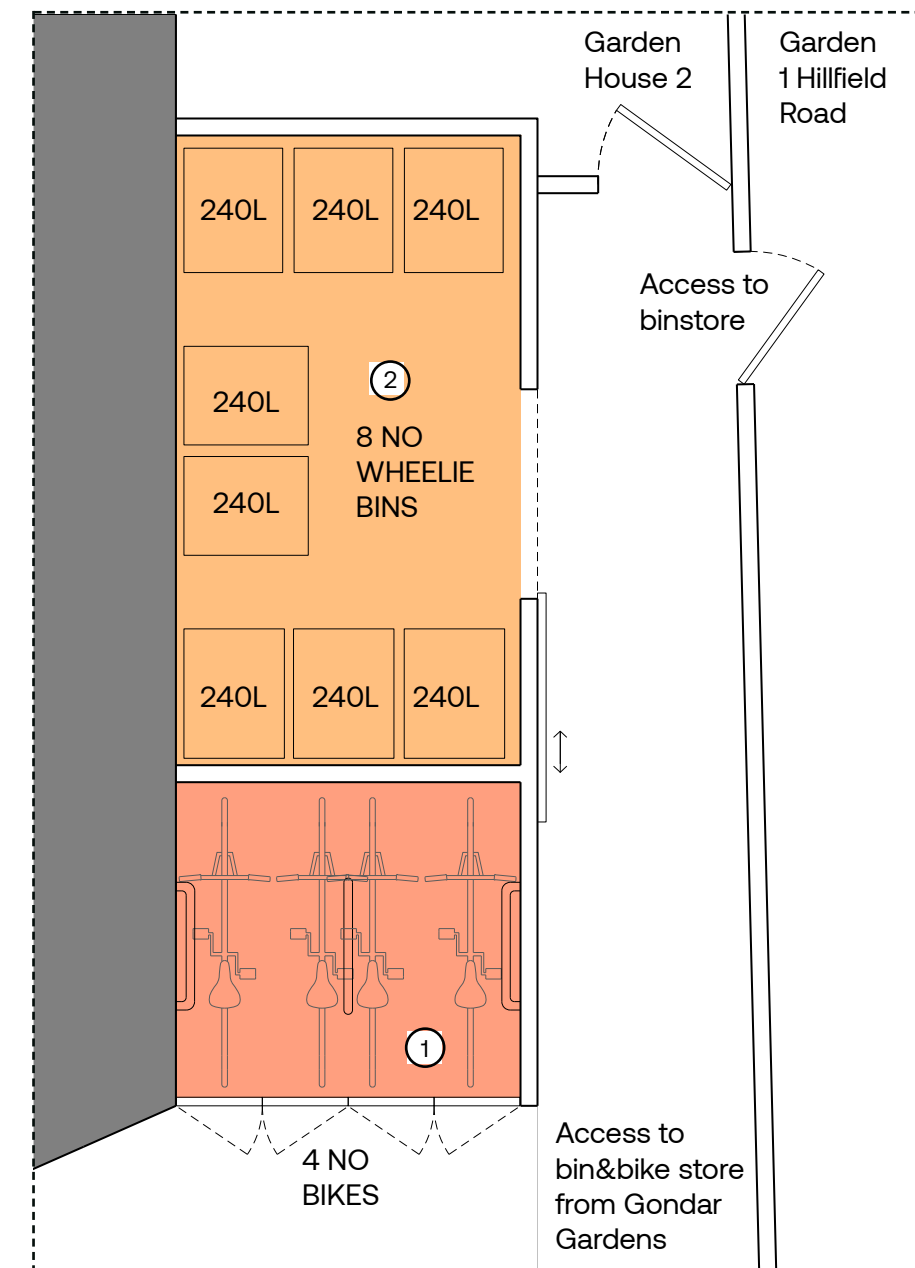 Garden
House 2
Garden
1 Hillfield
Road
240L 240L 240L
Access to
binstore
240L
2
8 NO
WHEELIE
BINS
240L
240L 240L 240L
1
4 NO
BIKES
Access to
bin&bike store
from Gondar
Gardens